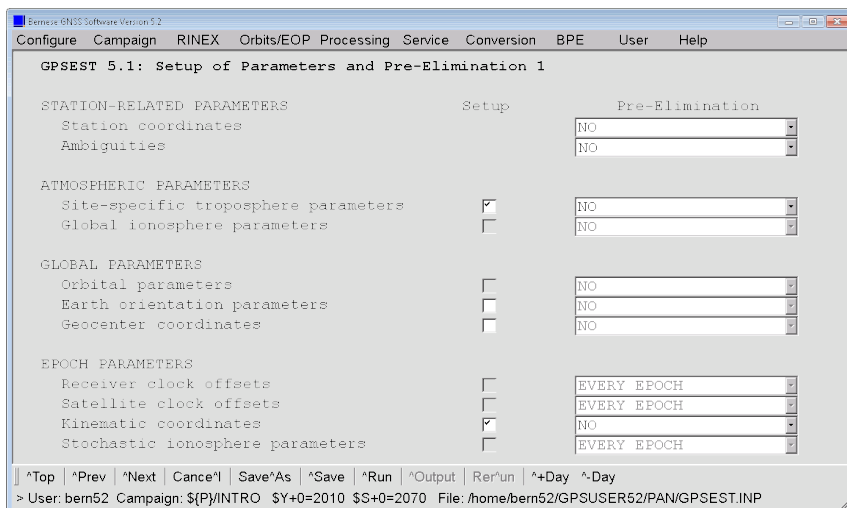 Bernese GNSS Software Version 5.2
Configure Campaign RINEX Orbits/EOP Processing Service Conversion BPE User Help
GPSEST 5.1: Setup of Parameters and Pre-Elimination 1
STATION-RELATED PARAMETERS Setup Pre-Elimination
Station coordinates NO
Ambiguities NO
ATMOSPHERIC PARAMETERS
Site-specific troposphere parameters NO
Global ionosphere parameters NO
GLOBAL PARAMETERS
Orbital parameters NO
Earth orientation parameters NO
Geocenter coordinates NO
EPOCH PARAMETERS
Receiver clock offsets EVERY EPOCH
Satellite clock offsets EVERY EPOCH
Kinematic coordinates NO
Stochastic ionosphere parameters EVERY EPOCH
^Top | ^Prev | ^Next | Cance^l | Save^As | ^Save | ^Run | ^Output | Rer^un | ^+Day ^-Day
> User: bern52 Campaign: ${P}/INTRO $Y+0=2010 $S+0=2070 File: /home/bern52/GPSUSER52/PAN/GPSEST.INP